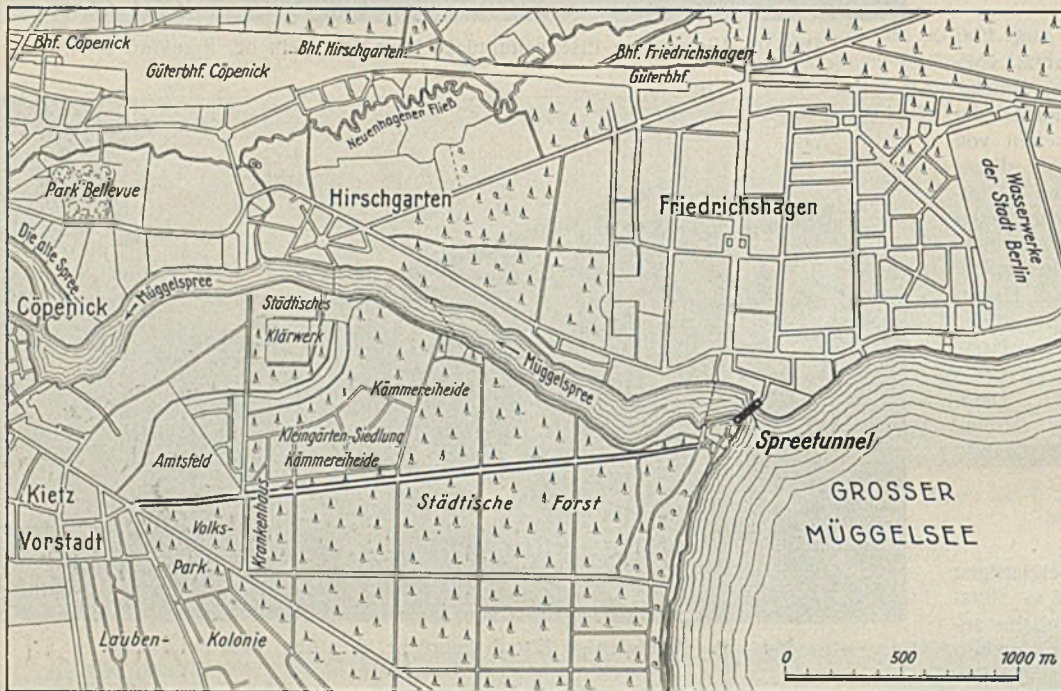 Bhf. Cöpenick
Bhf. Hirschgarten
Bhf. Friedrichshagen
Güterbhf. Cöpenick
Güterbhf.
Neuenhagenen Fließ
Park Bellevue
Hirschgarten
Friedrichshagen
Wasserwerke
der Stadt Berlin
Die alte Spree
Cöpenick
Müggelspree
Städtisches
Klärwerk
Müggelspree
Kämmereiheide
Kleingärten-Siedlung
Kämmereiheide
Spreetunnel
Amtsfeld
Krankenhaus
Kietz
Vorstadt
Volks-
Park
Städtische Forst
GROSSER
MÜGGELSEE
Lauben-
Kolonie
0 500 1000 m